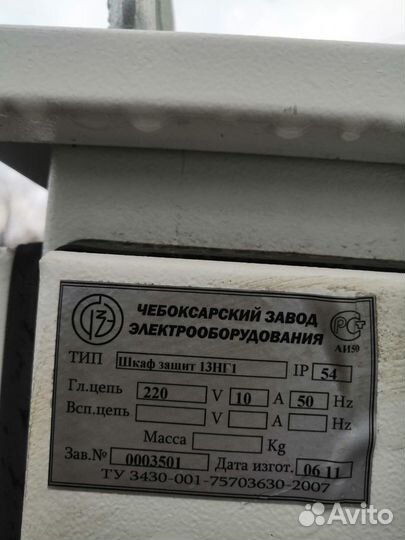 ЧЕБОКСАРСКИЙ ЗАВОД
ЭЛЕКТРООБОРУДОВАНИЯ
АИ50
ТИП Шкаф защит 13НГ1 IP 54
Гл.цепь 220 V 10 A 50 Hz
Всп.цепь V A Hz
Масса Kg
Зав.№ 0003501 Дата изгот. 06 11
ТУ 3430-001-75703630-2007
Avito